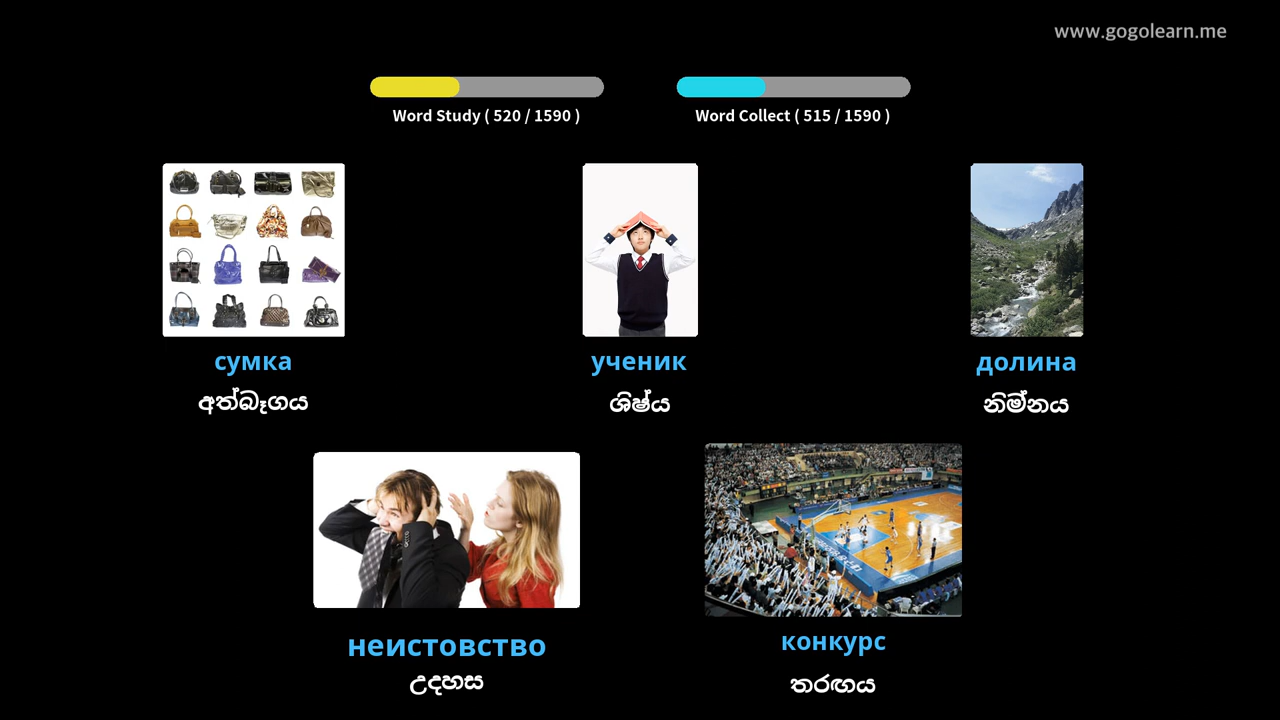 www.gogolearn.me
Word Study ( 520 / 1590 )
Word Collect ( 515 / 1590 )
сумка
ученик
долина
අත්බෑගය
ශිෂ්ය
නිම්නය
неистовство
конкурс
උදහස
තරඟය